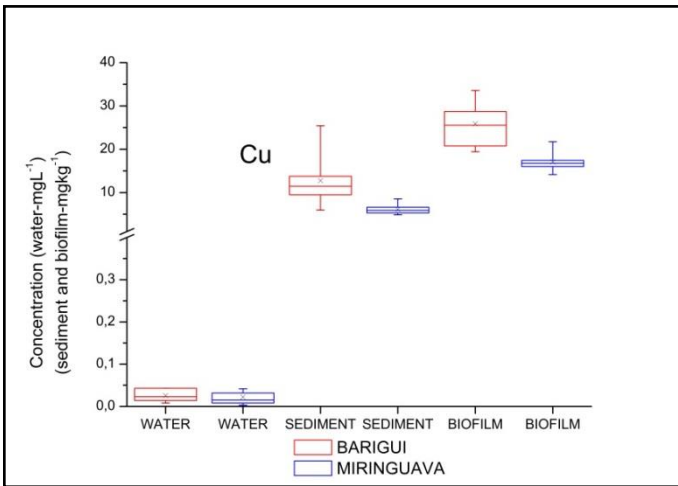 Concentration (water-mgL⁻¹)
(sediment and biofilm-mgkg⁻¹)
40
30
20
10
0,3
0,2
0,1
0,0
Cu
WATER WATER SEDIMENT SEDIMENT BIOFILM BIOFILM
BARIGUI
MIRINGUAVA